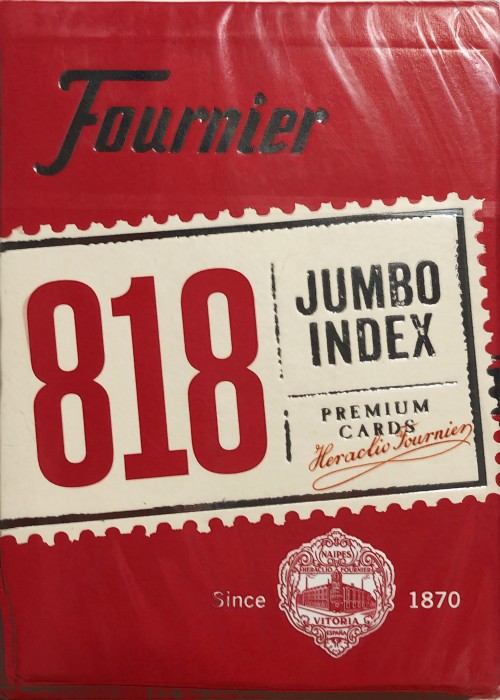 Fournier
818
JUMBO
INDEX
PREMIUM
CARDS
Heraclio Fournier
Since
1870
NAIPES
HERACLIO FOURNIER
VITORIA
ESPAÑA